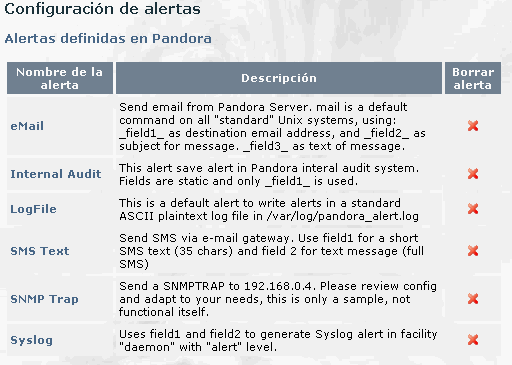 Configuración de alertas
Alertas definidas en Pandora
Nombre de la alerta
Descripción
Borrar alerta
eMail
Send email from Pandora Server. mail is a default
command on all "standard" Unix systems, using:
_field1_ as destination email address, and _field2_ as
subject for message. _field3_ as text of message.
Internal Audit
This alert save alert in Pandora interal audit system.
Fields are static and only _field1_ is used.
LogFile
This is a default alert to write alerts in a standard
ASCII plaintext log file in /var/log/pandora_alert.log
SMS Text
Send SMS via e-mail gateway. Use field1 for a short
SMS text (35 chars) and field 2 for text message (full
SMS)
SNMP Trap
Send a SNMPTRAP to 192.168.0.4. Please review config
and adapt to your needs, this is only a sample, not
functional itself.
Syslog
Uses field1 and field2 to generate Syslog alert in facility
"daemon" with "alert" level.